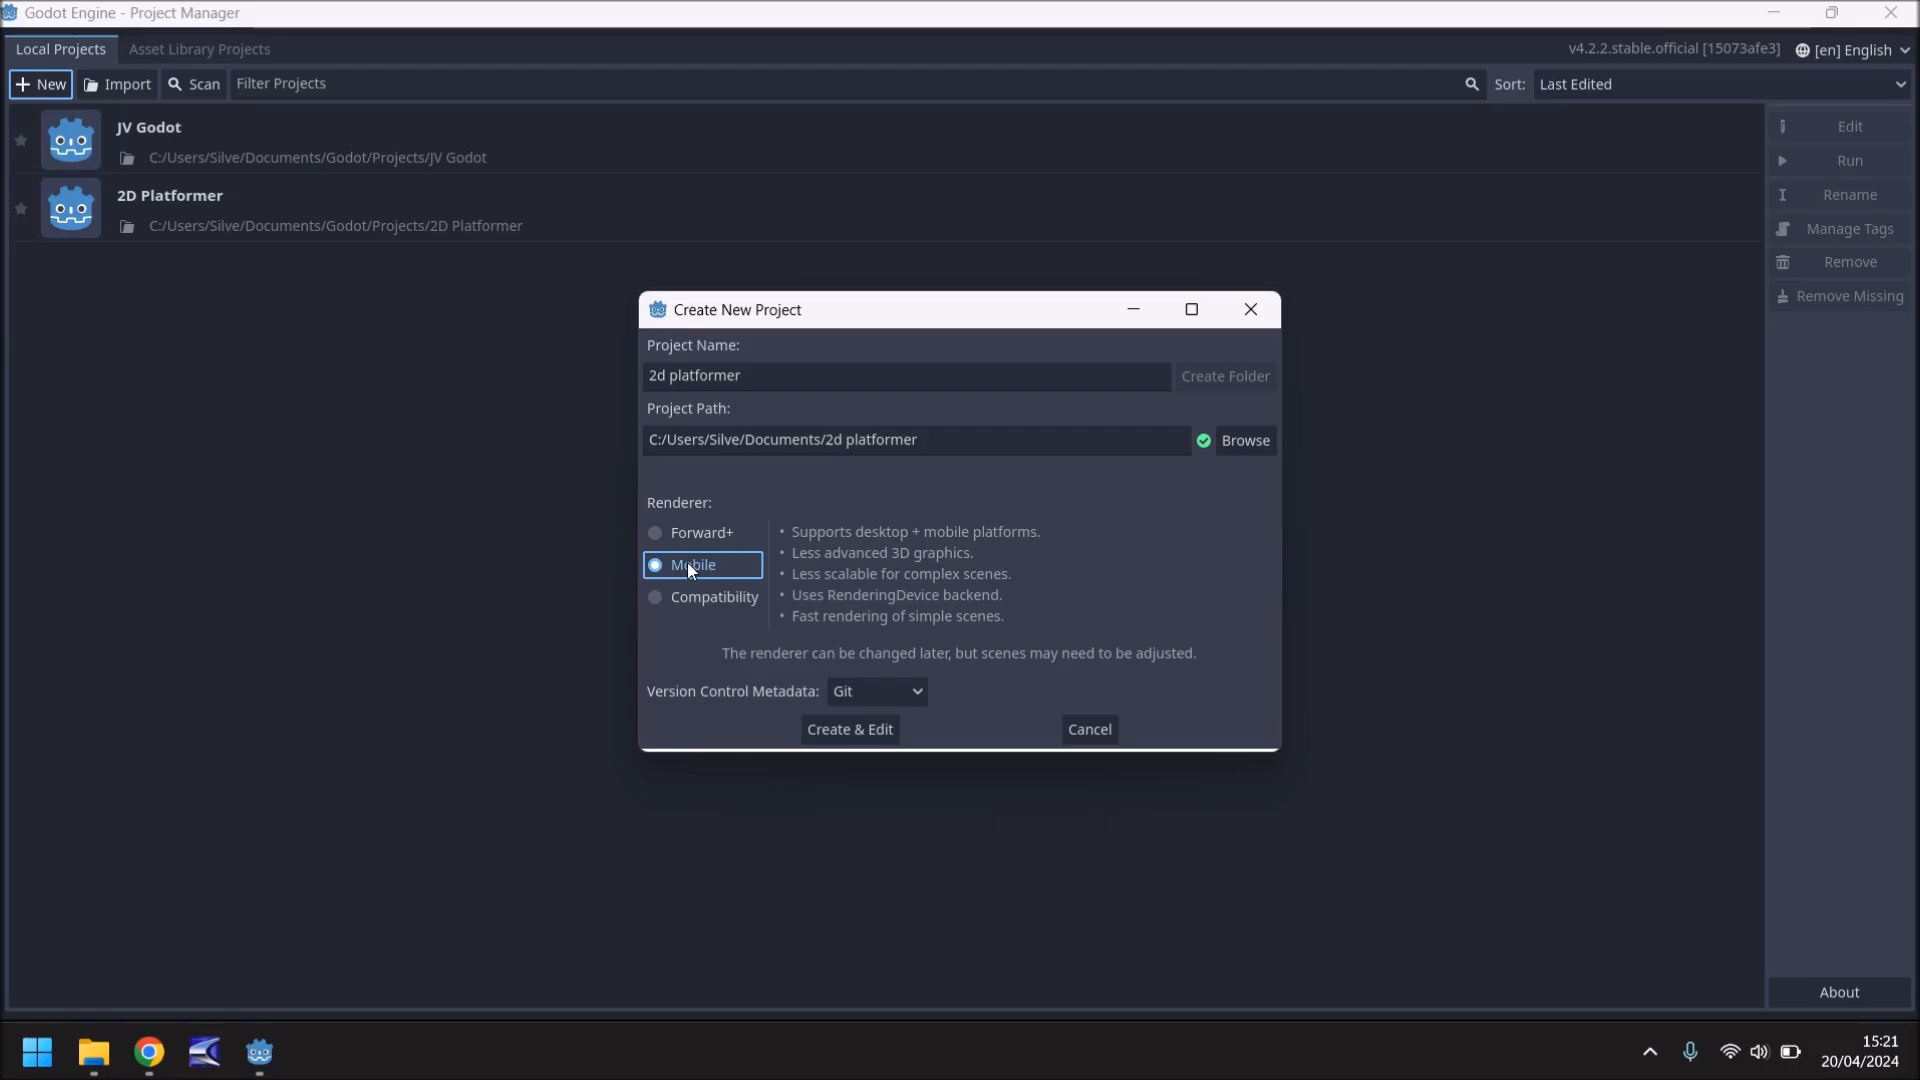 Godot Engine - Project Manager
Local Projects Asset Library Projects v4.2.2.stable.official [15073afe3] [en] English
New Import Scan Filter Projects Sort: Last Edited
JV Godot
C:/Users/Silve/Documents/Godot/Projects/JV Godot
2D Platformer
C:/Users/Silve/Documents/Godot/Projects/2D Platformer
Edit
Run
Rename
Manage Tags
Remove
Remove Missing
Create New Project
Project Name:
2d platformer Create Folder
Project Path:
C:/Users/Silve/Documents/2d platformer Browse
Renderer:
Forward+
Mobile
Compatibility
• Supports desktop + mobile platforms.
• Less advanced 3D graphics.
• Less scalable for complex scenes.
• Uses RenderingDevice backend.
• Fast rendering of simple scenes.
The renderer can be changed later, but scenes may need to be adjusted.
Version Control Metadata: Git
Create & Edit Cancel
About
15:21
20/04/2024